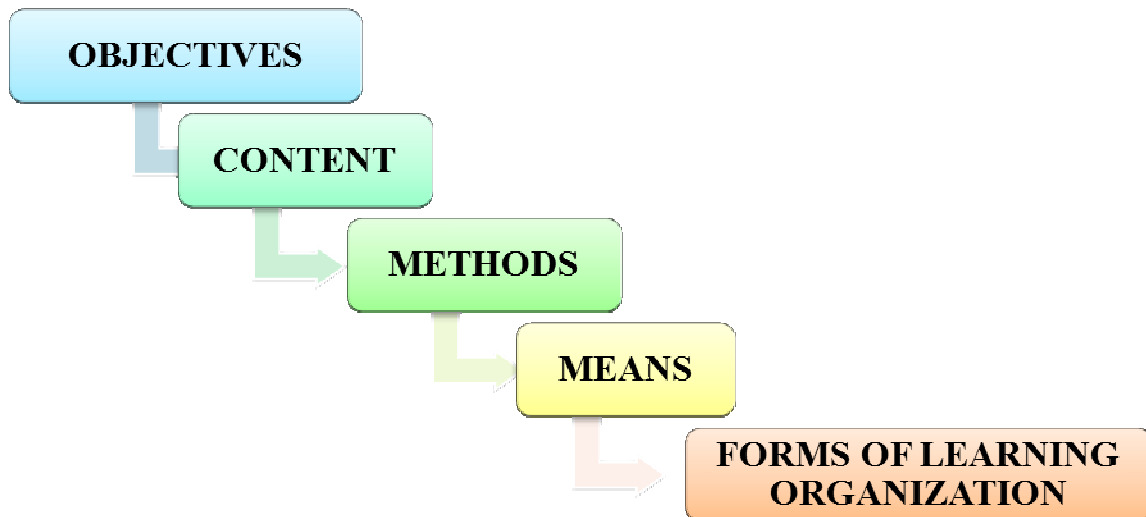 OBJECTIVES
CONTENT
METHODS
MEANS
FORMS OF LEARNING
ORGANIZATION